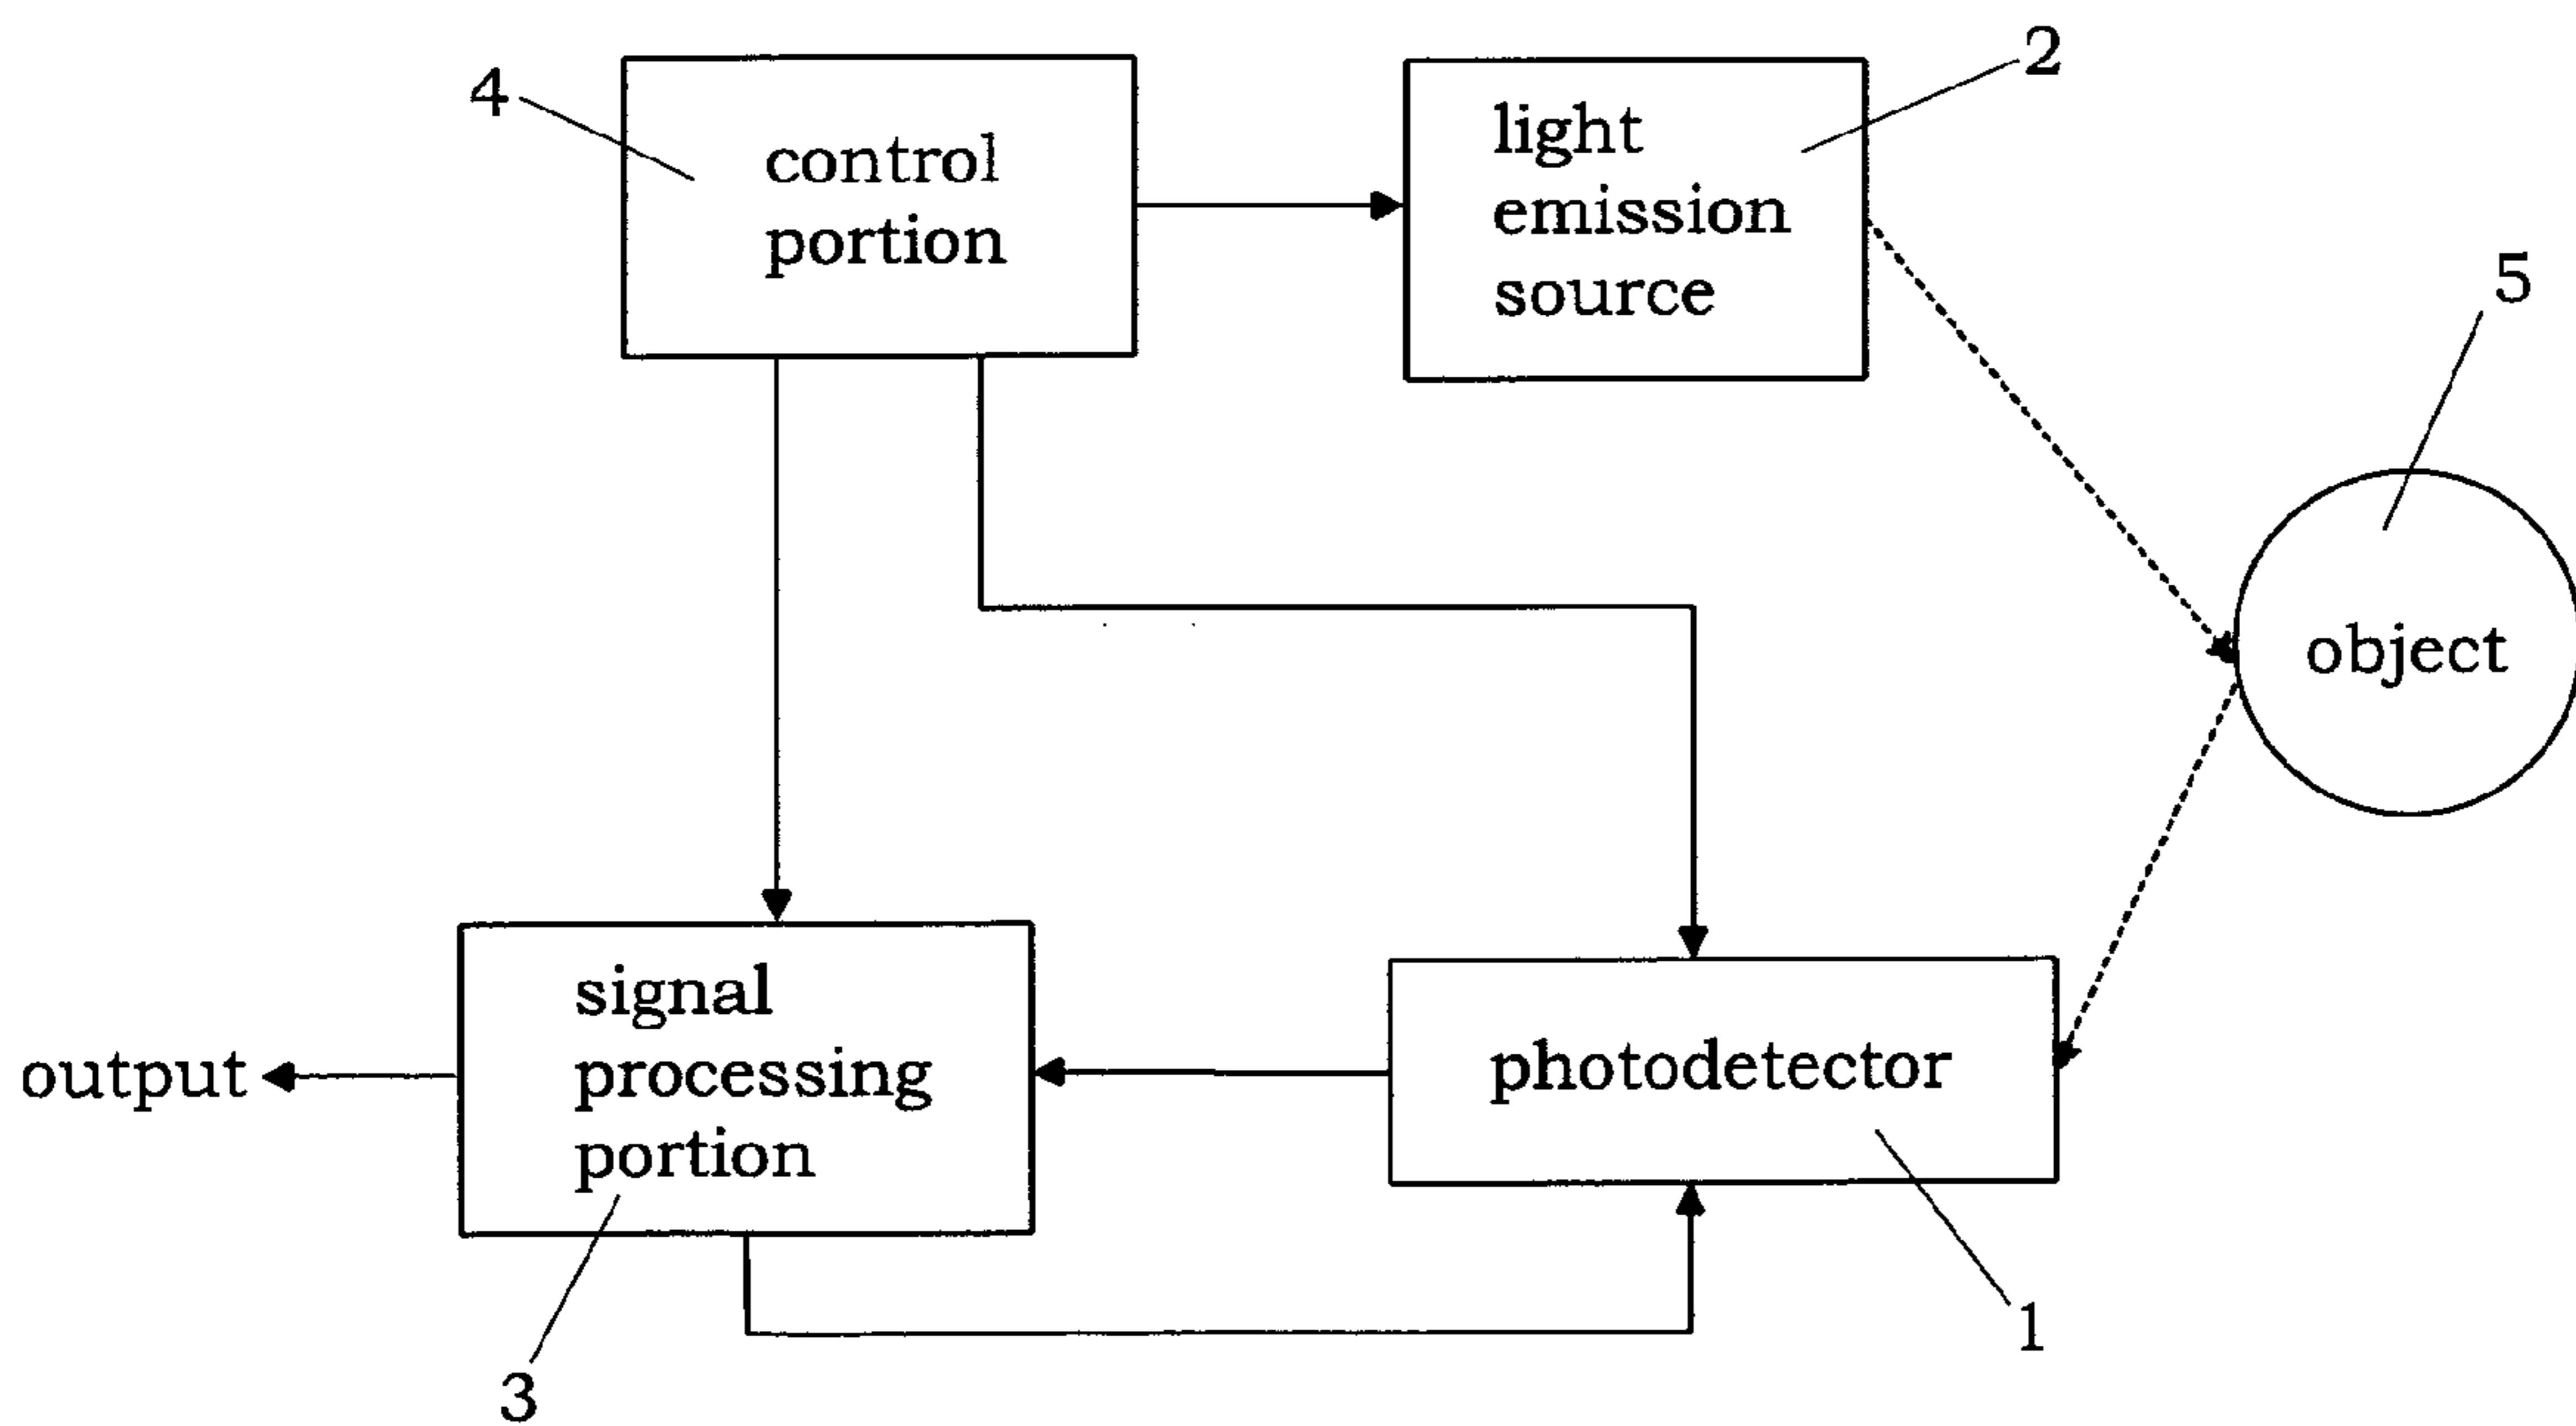 4
control
portion
2
light
emission
source
5
object
signal
processing
portion
output
photodetector
3
1